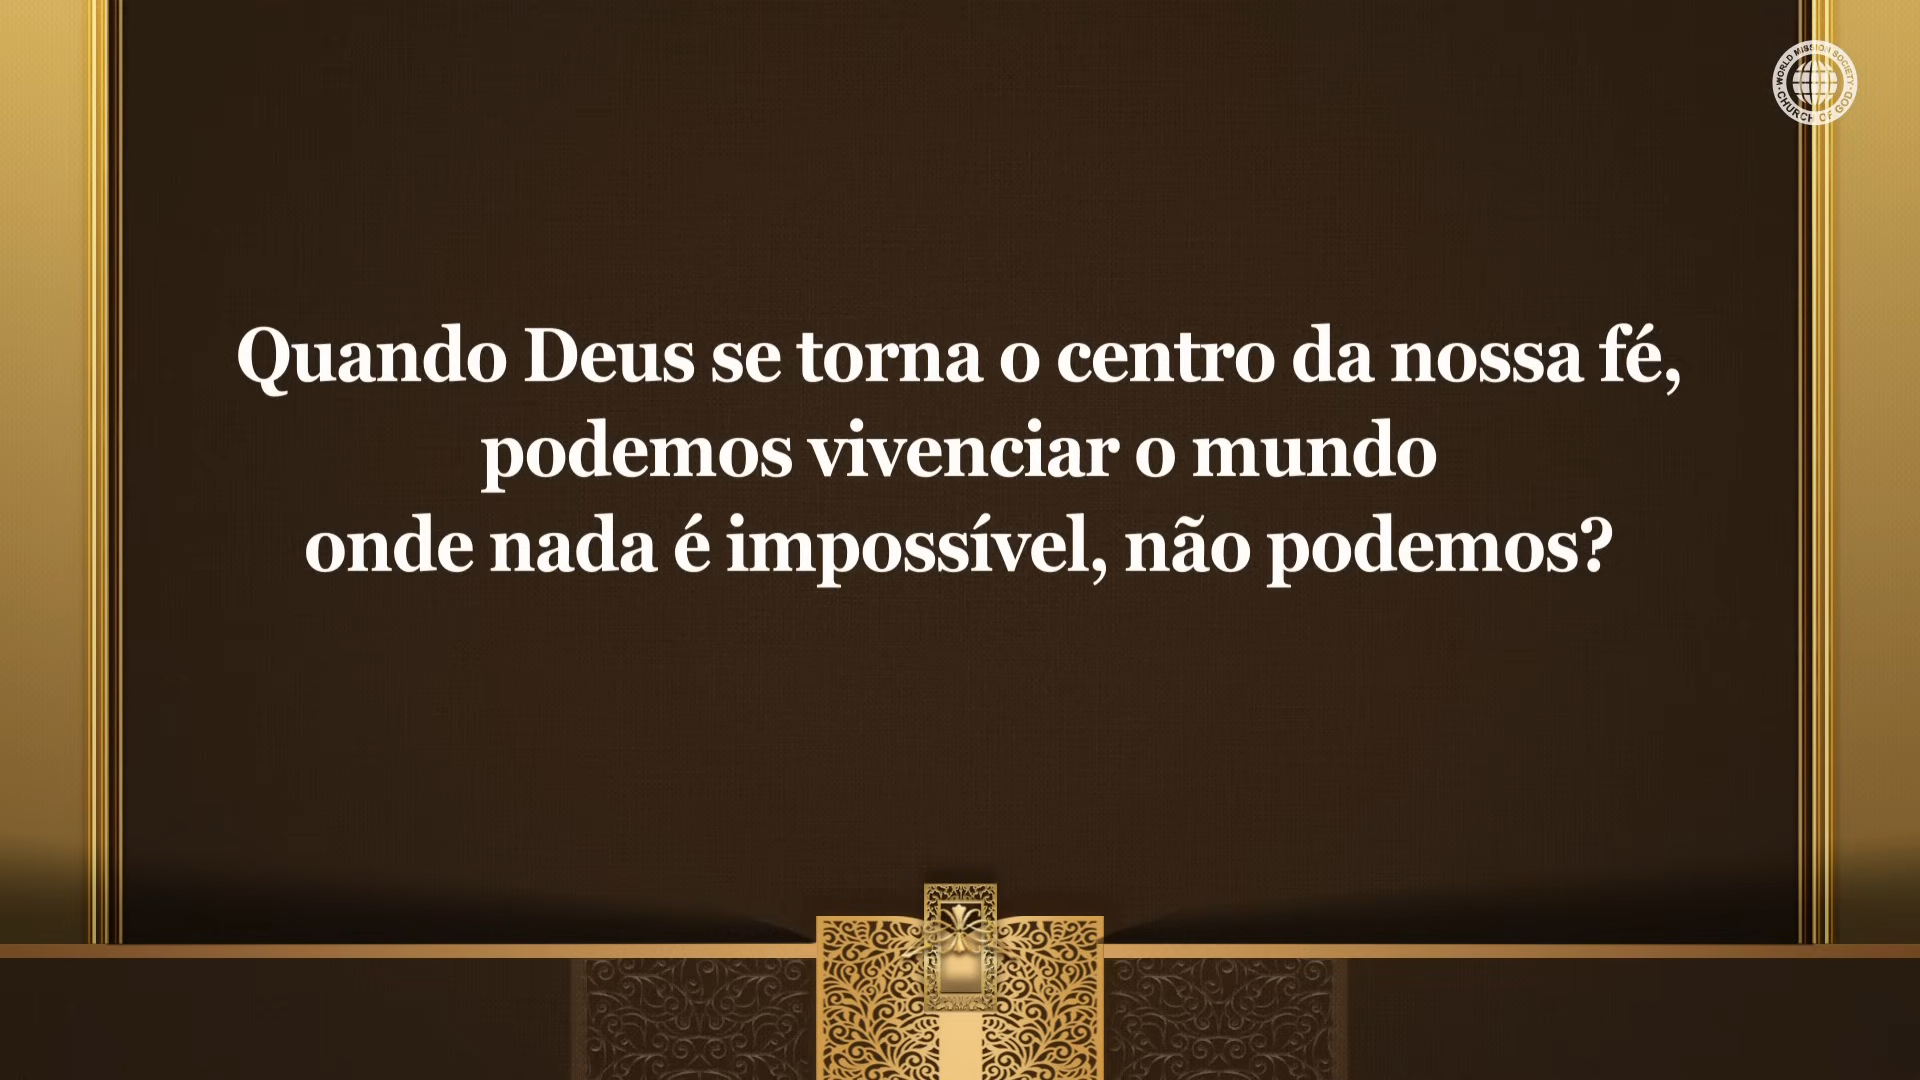 WORLD MISSION SOCIETY
CHURCH OF GOD
Quando Deus se torna o centro da nossa fé,
podemos vivenciar o mundo
onde nada é impossível, não podemos?